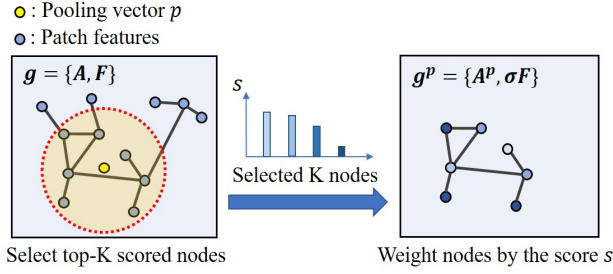 : Pooling vector p
: Patch features
g = {A, F}
s
Selected K nodes
g^p = {A^p, σF}
Select top-K scored nodes
Weight nodes by the score s